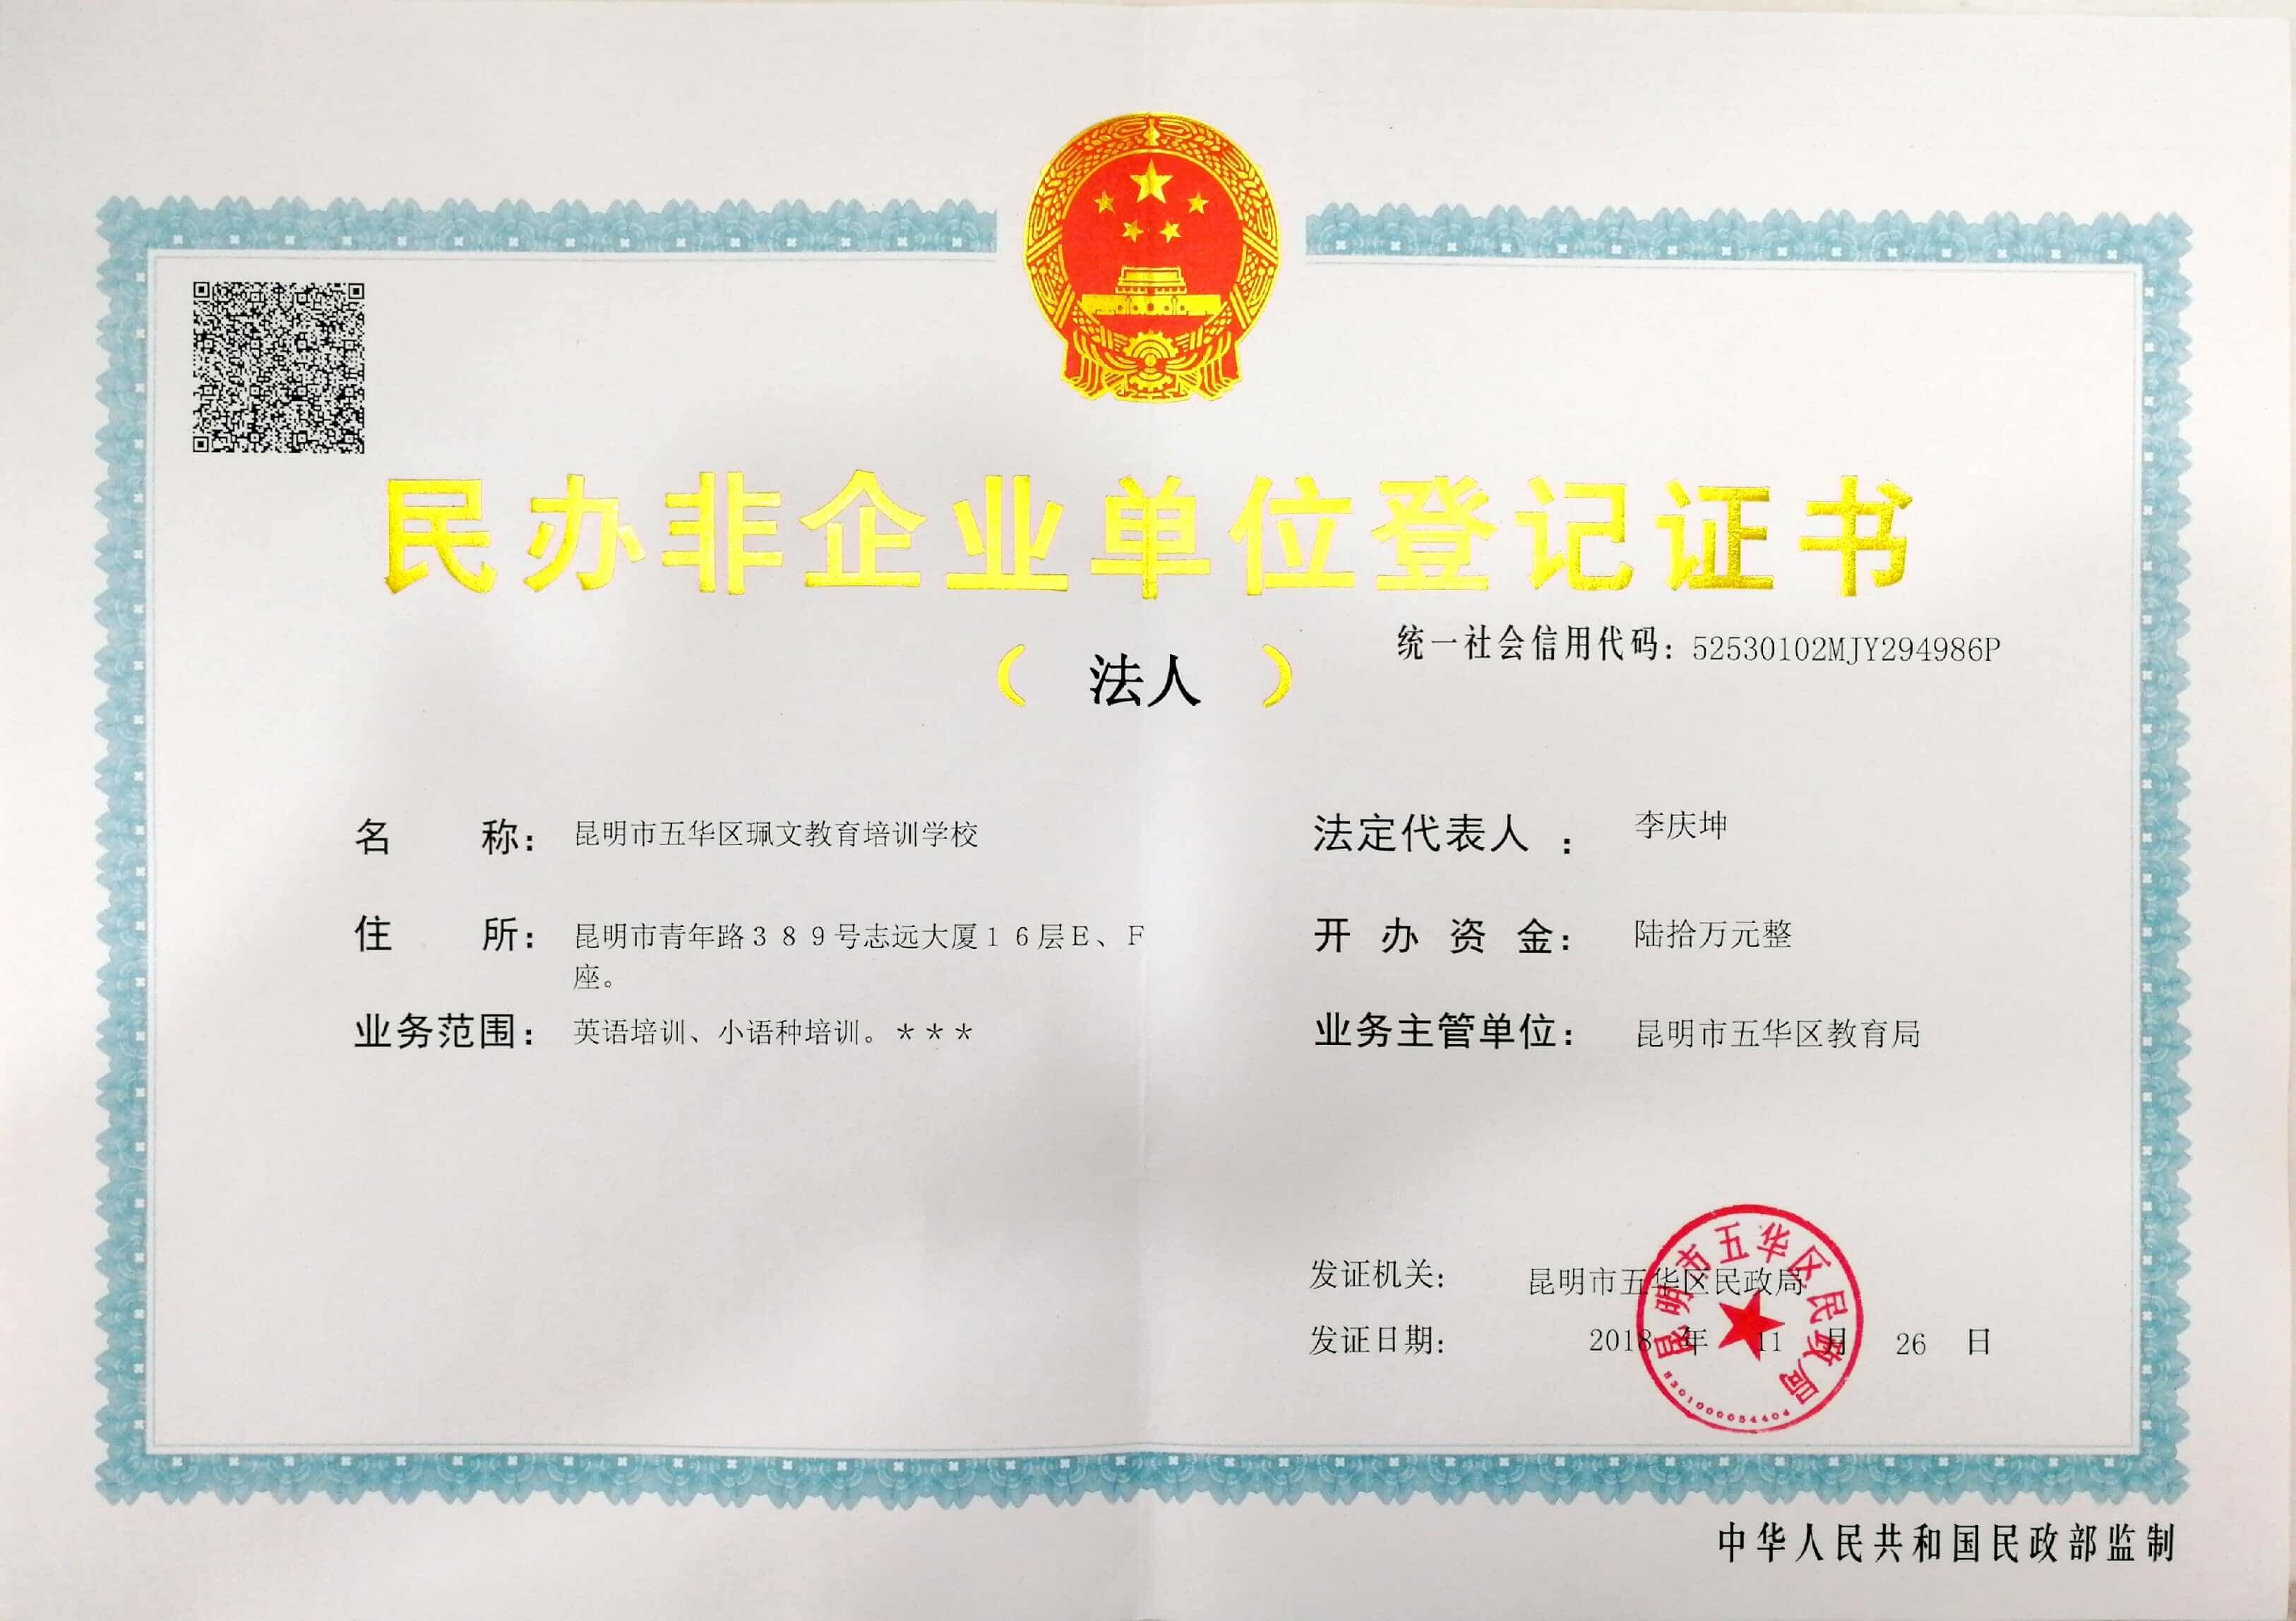 民办非企业单位登记证书
（ 法人 ）
统一社会信用代码：52530102MJY294986P
名 称：昆明市五华区珮文教育培训学校
住 所：昆明市青年路３８９号志远大厦１６层Ｅ、Ｆ
座。
业务范围：英语培训、小语种培训。＊＊＊
法定代表人：李庆坤
开办资金：陆拾万元整
业务主管单位：昆明市五华区教育局
发证机关：昆明市五华区民政局
发证日期：2018 年 11 月 26 日
昆明市五华区民政局
5301000054404
中华人民共和国民政部监制